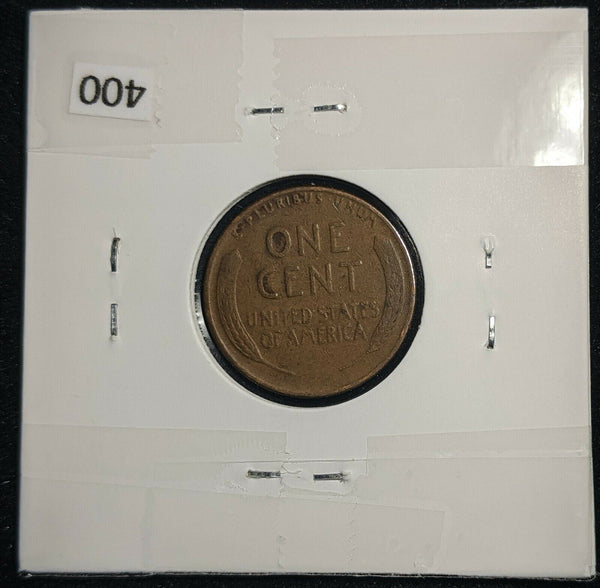 400
E PLURIBUS UNUM
ONE
CENT
UNITED STATES
OF AMERICA